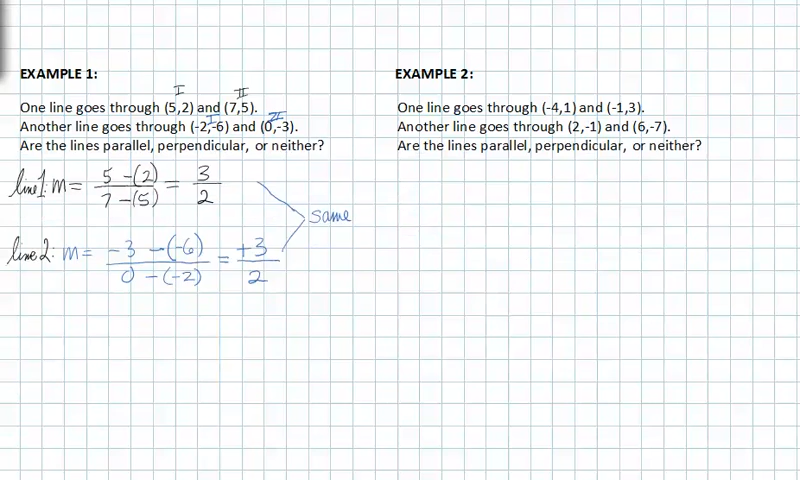 EXAMPLE 1:
I II
One line goes through (5,2) and (7,5).
I II
Another line goes through (-2,-6) and (0,-3).
Are the lines parallel, perpendicular, or neither?
line 1: m = 5 - (2) / 7 - (5) = 3 / 2
same
line 2: m = -3 - (-6) / 0 - (-2) = +3 / 2
EXAMPLE 2:
One line goes through (-4,1) and (-1,3).
Another line goes through (2,-1) and (6,-7).
Are the lines parallel, perpendicular, or neither?